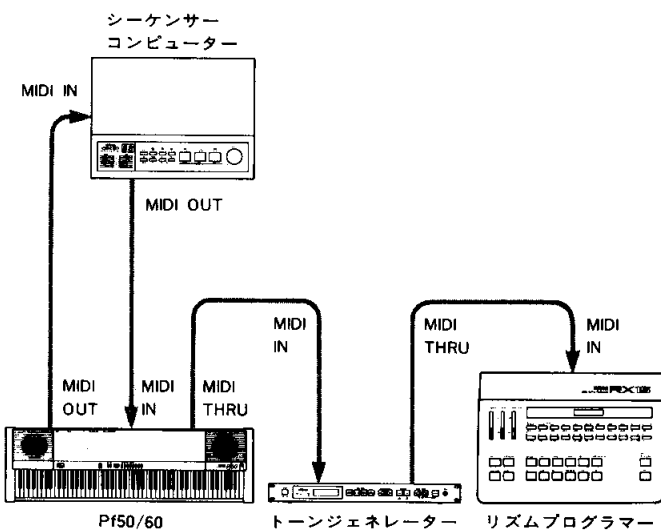 シーケンサー
コンピューター
MIDI IN
MIDI OUT
MIDI
IN
MIDI
THRU
MIDI
IN
MIDI
OUT
MIDI
IN
MIDI
THRU
RX15
Pf50/60
トーンジェネレーター
リズムプログラマー